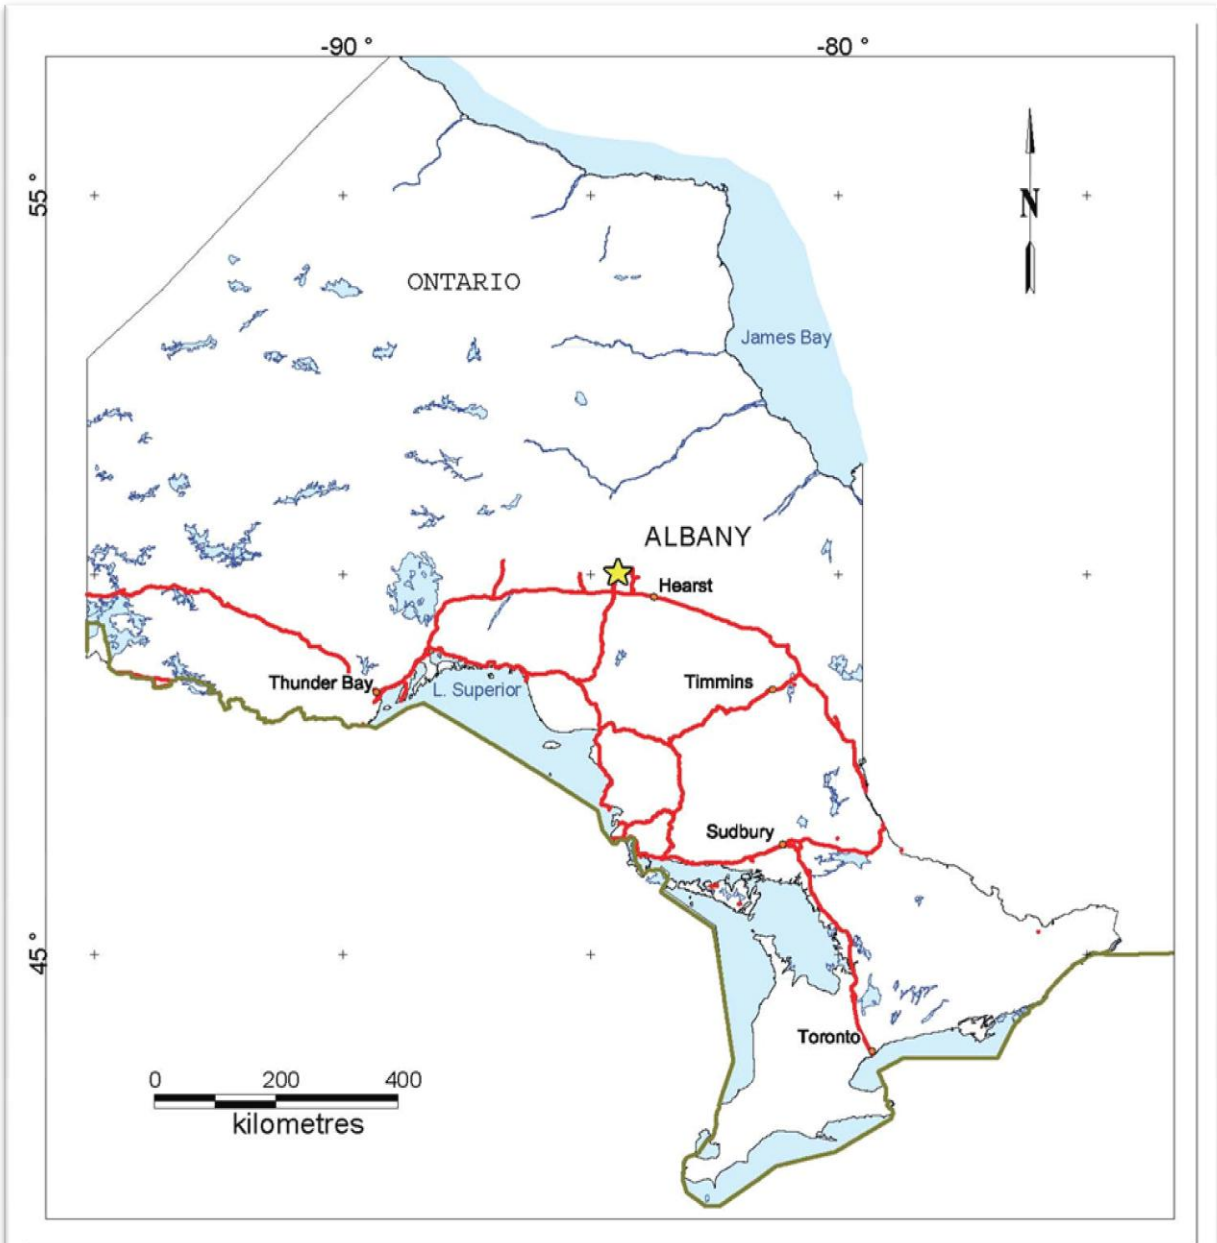 -90 °
-80 °
55 °
N
ONTARIO
James Bay
ALBANY
Hearst
Thunder Bay
L. Superior
Timmins
Sudbury
45 °
Toronto
0 200 400
kilometres